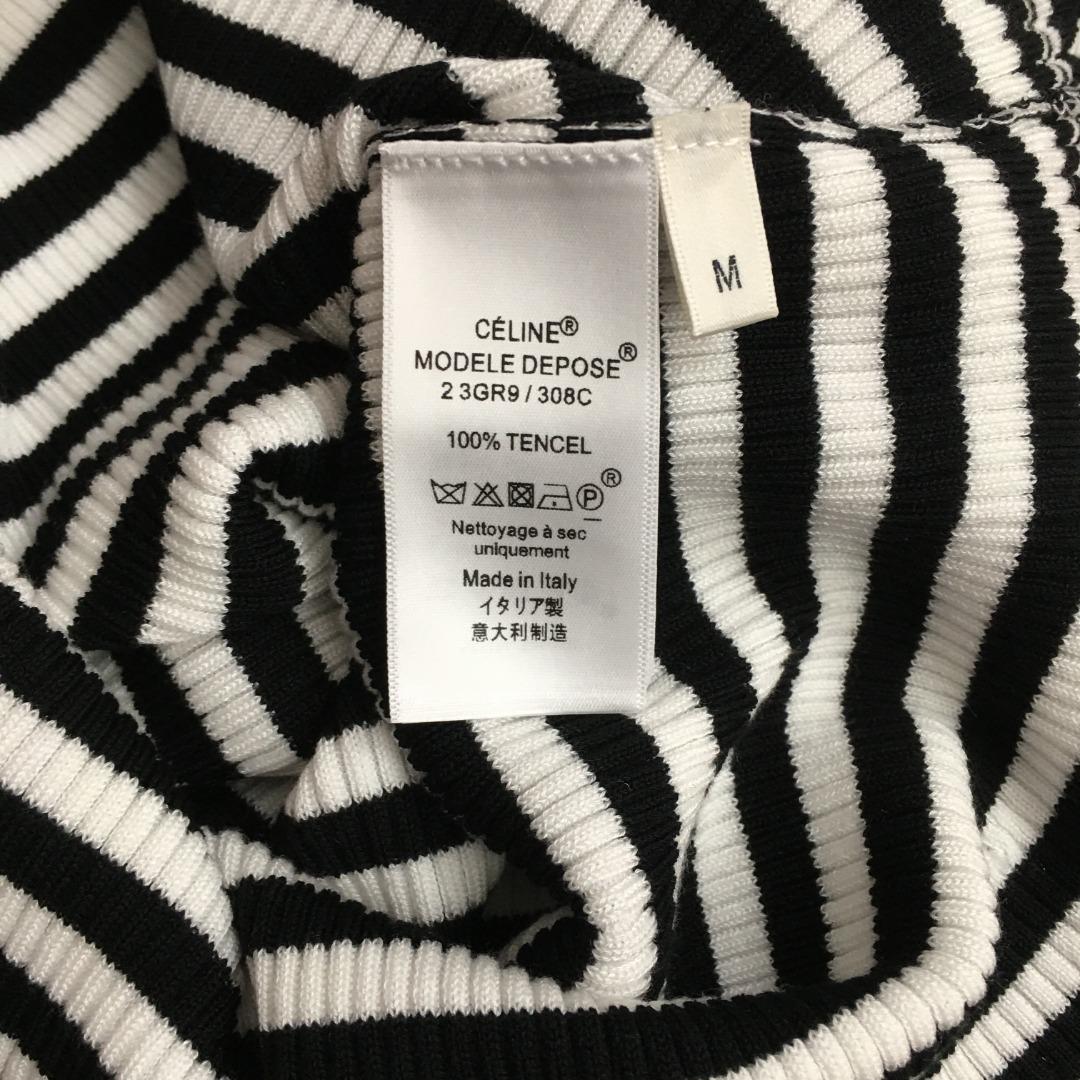 CÉLINE®
MODELE DEPOSE®
2 3GR9 / 308C
100% TENCEL
P®
Nettoyage à sec
uniquement
Made in Italy
イタリア製
意大利制造
M